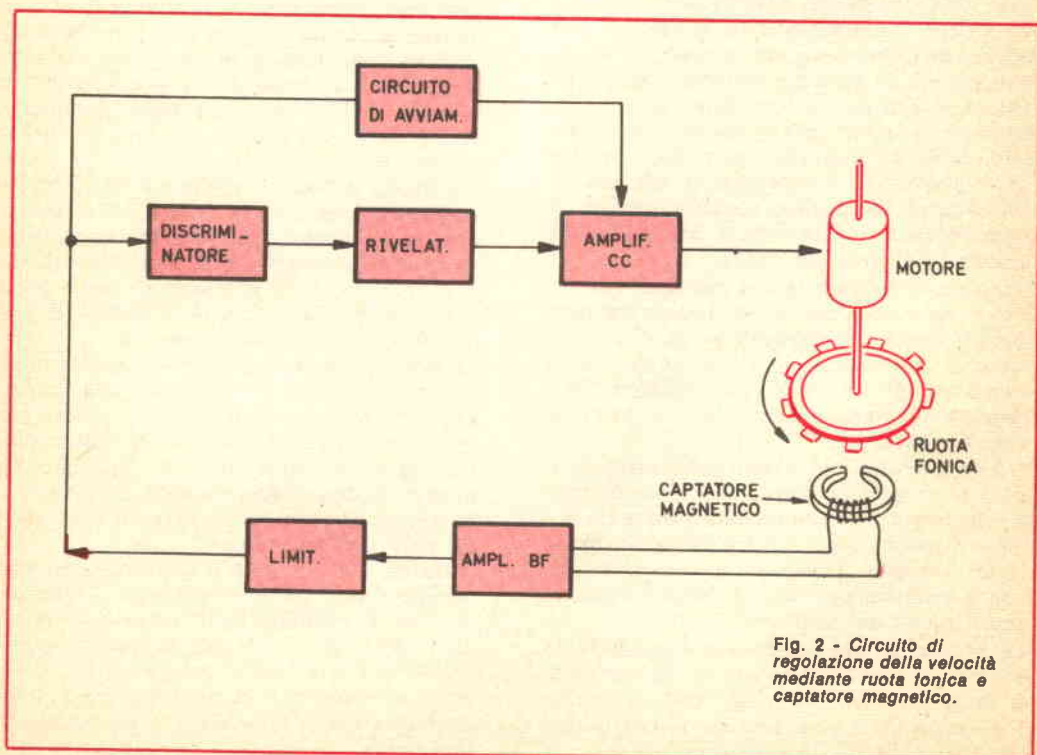 CIRCUITO
DI AVVIAM.
DISCRIMI_
NATORE
RIVELAT.
AMPLIF.
CC
MOTORE
RUOTA
FONICA
CAPTATORE
MAGNETICO
LIMIT.
AMPL. BF
Fig. 2 - Circuito di
regolazione della velocità
mediante ruota fonica e
captatore magnetico.